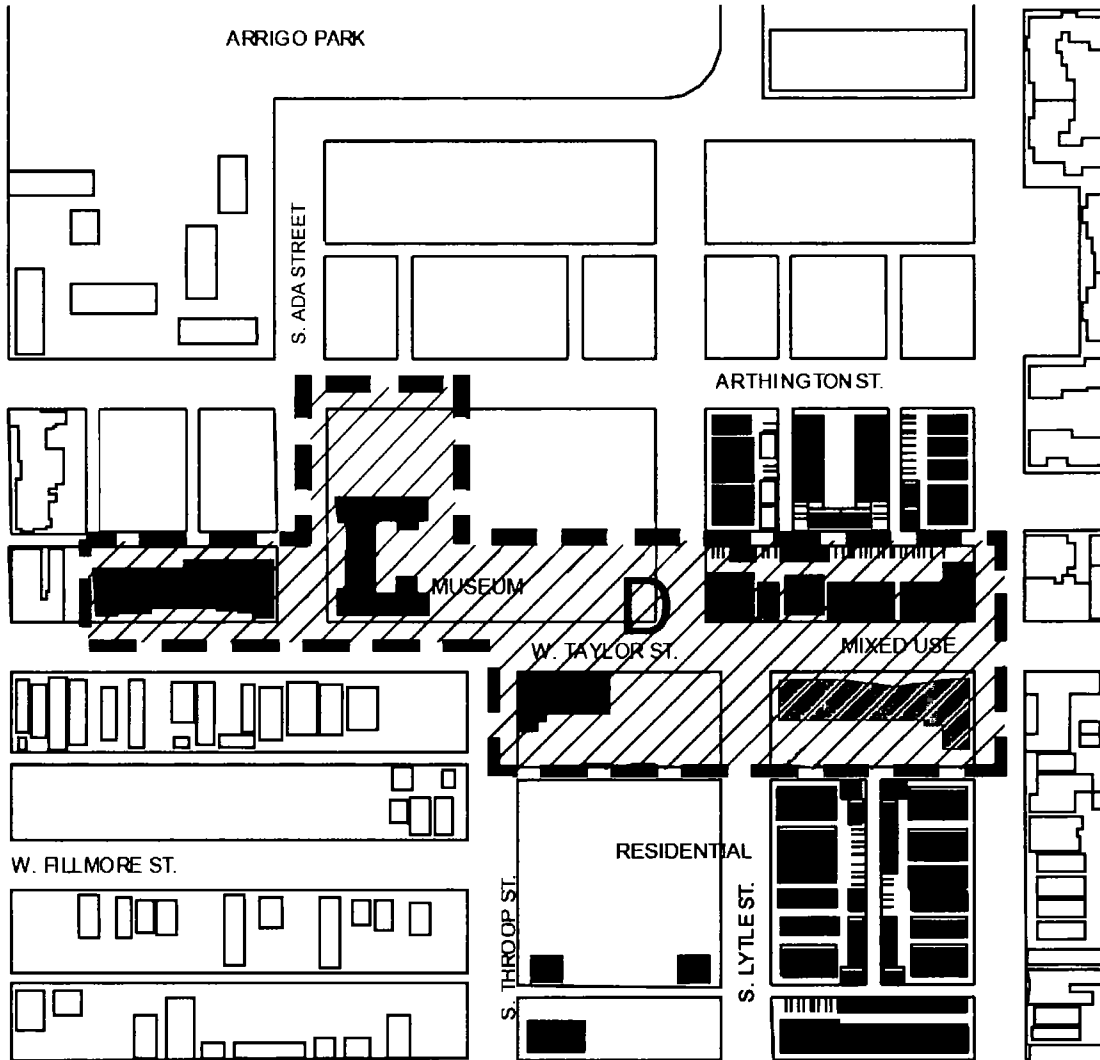 ARRIGO PARK
S. ADA STREET
ARTHINGTON ST.
MUSEUM
D
W. TAYLOR ST.
MIXED USE
RESIDENTIAL
W. FILLMORE ST.
S. THROOP ST.
S. LYTLE ST.